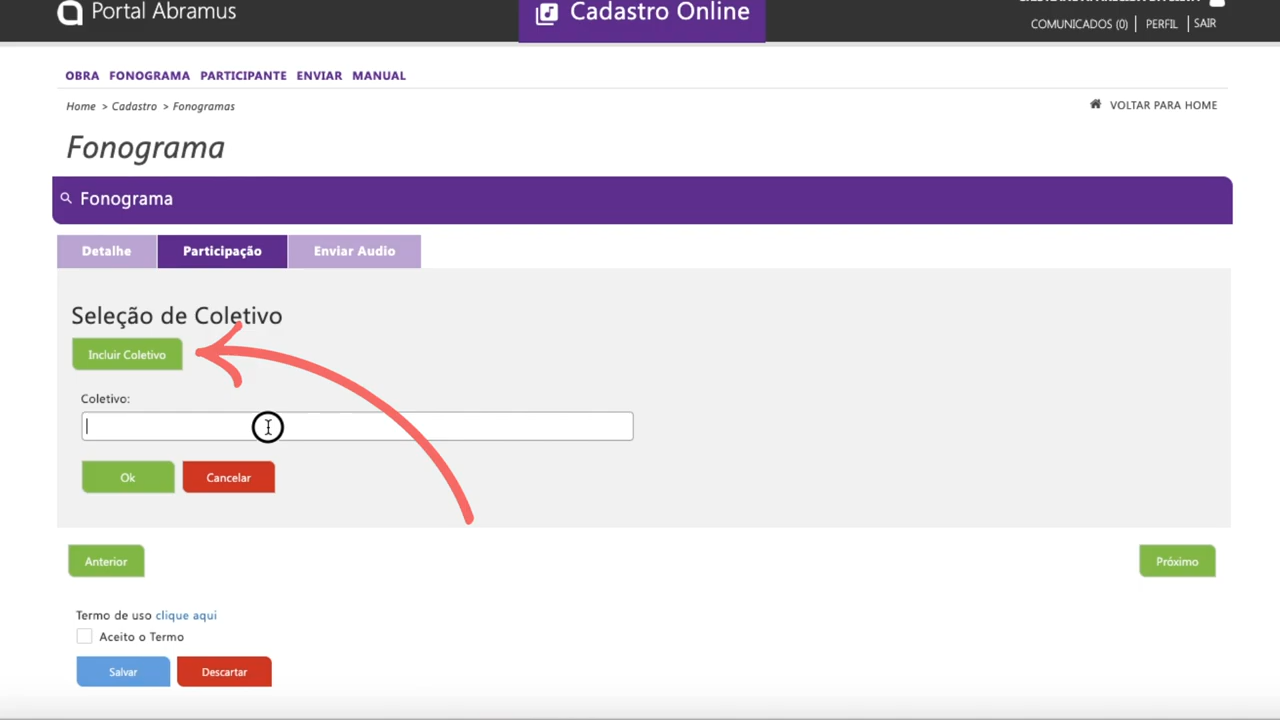 Portal Abramus
Cadastro Online
COMUNICADOS (0) PERFIL SAIR
OBRA FONOGRAMA PARTICIPANTE ENVIAR MANUAL
Home > Cadastro > Fonogramas
VOLTAR PARA HOME
Fonograma
Fonograma
Detalhe Participação Enviar Audio
Seleção de Coletivo
Incluir Coletivo
Coletivo:
Ok Cancelar
Anterior Próximo
Termo de uso clique aqui
Aceito o Termo
Salvar Descartar